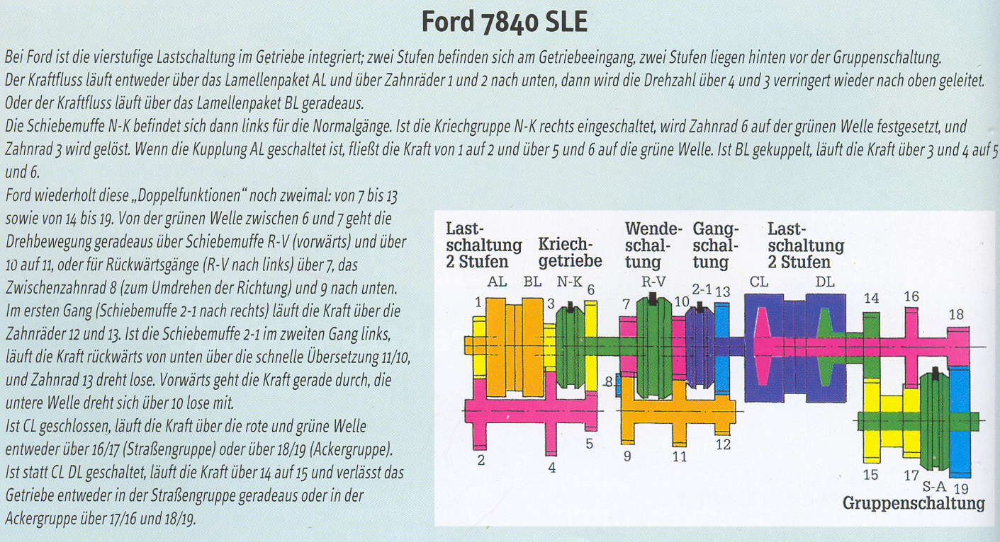 Ford 7840 SLE
Bei Ford ist die vierstufige Lastschaltung im Getriebe integriert; zwei Stufen befinden sich am Getriebeeingang, zwei Stufen liegen hinten vor der Gruppenschaltung.
Der Kraftfluss läuft entweder über das Lamellenpaket AL und über Zahnräder 1 und 2 nach unten, dann wird die Drehzahl über 4 und 3 verringert wieder nach oben geleitet.
Oder der Kraftfluss läuft über das Lamellenpaket BL geradeaus.
Die Schiebemuffe N-K befindet sich dann links für die Normalgänge. Ist die Kriechgruppe N-K rechts eingeschaltet, wird Zahnrad 6 auf der grünen Welle festgesetzt, und
Zahnrad 3 wird gelöst. Wenn die Kupplung AL geschaltet ist, fließt die Kraft von 1 auf 2 und über 5 und 6 auf die grüne Welle. Ist BL gekuppelt, läuft die Kraft über 3 und 4 auf 5
und 6.
Ford wiederholt diese „Doppelfunktionen“ noch zweimal: von 7 bis 13
sowie von 14 bis 19. Von der grünen Welle zwischen 6 und 7 geht die
Drehbewegung geradeaus über Schiebemuffe R-V (vorwärts) und über
10 auf 11, oder für Rückwärtsgänge (R-V nach links) über 7, das
Zwischenzahnrad 8 (zum Umdrehen der Richtung) und 9 nach unten.
Im ersten Gang (Schiebemuffe 2-1 nach rechts) läuft die Kraft über die
Zahnräder 12 und 13. Ist die Schiebemuffe 2-1 im zweiten Gang links,
läuft die Kraft rückwärts von unten über die schnelle Übersetzung 11/10,
und Zahnrad 13 dreht lose. Vorwärts geht die Kraft gerade durch, die
untere Welle dreht sich über 10 lose mit.
Ist CL geschlossen, läuft die Kraft über die rote und grüne Welle
entweder über 16/17 (Straßengruppe) oder über 18/19 (Ackergruppe).
Ist statt CL DL geschaltet, läuft die Kraft über 14 auf 15 und verlässt das
Getriebe entweder in der Straßengruppe geradeaus oder in der
Ackergruppe über 17/16 und 18/19.
Last-
schaltung
2 Stufen
Kriech-
getriebe
Wende-
schal-
tung
Gang-
schal-
tung
Last-
schaltung
2 Stufen
AL BL N-K R-V 2-1 CL DL
1 3 6 7 10 13 14 16 18
8
2 4 5 9 11 12 15 17 S-A 19
Gruppenschaltung